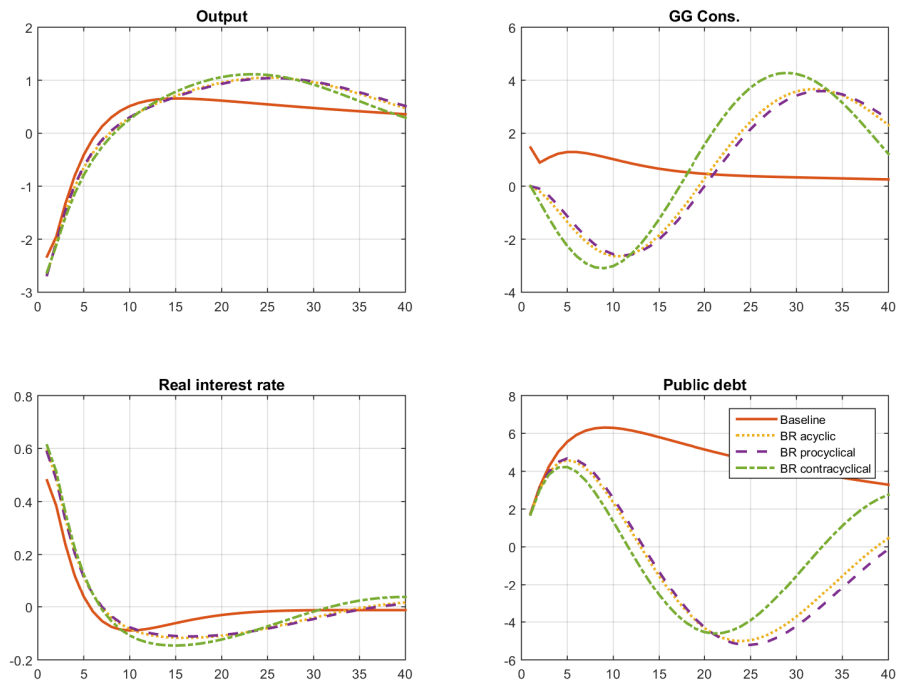 Output
2
1
0
-1
-2
-3
0 5 10 15 20 25 30 35 40
GG Cons.
6
4
2
0
-2
-4
0 5 10 15 20 25 30 35 40
Real interest rate
0.8
0.6
0.4
0.2
0
-0.2
0 5 10 15 20 25 30 35 40
Public debt
8
6
4
2
0
-2
-4
-6
0 5 10 15 20 25 30 35 40
Baseline
BR acyclic
BR procyclical
BR contracyclical